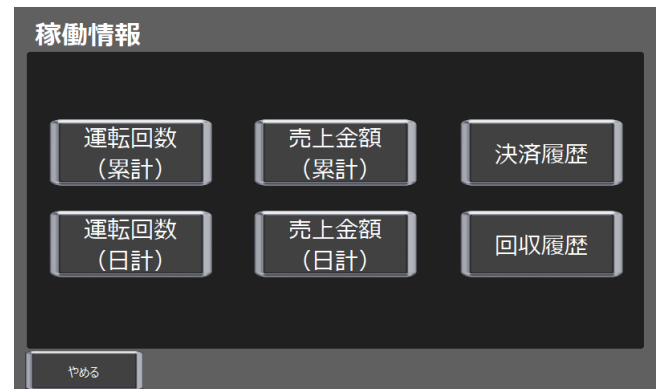 稼働情報
運転回数
（累計）
売上金額
（累計）
決済履歴
運転回数
（日計）
売上金額
（日計）
回収履歴
やめる